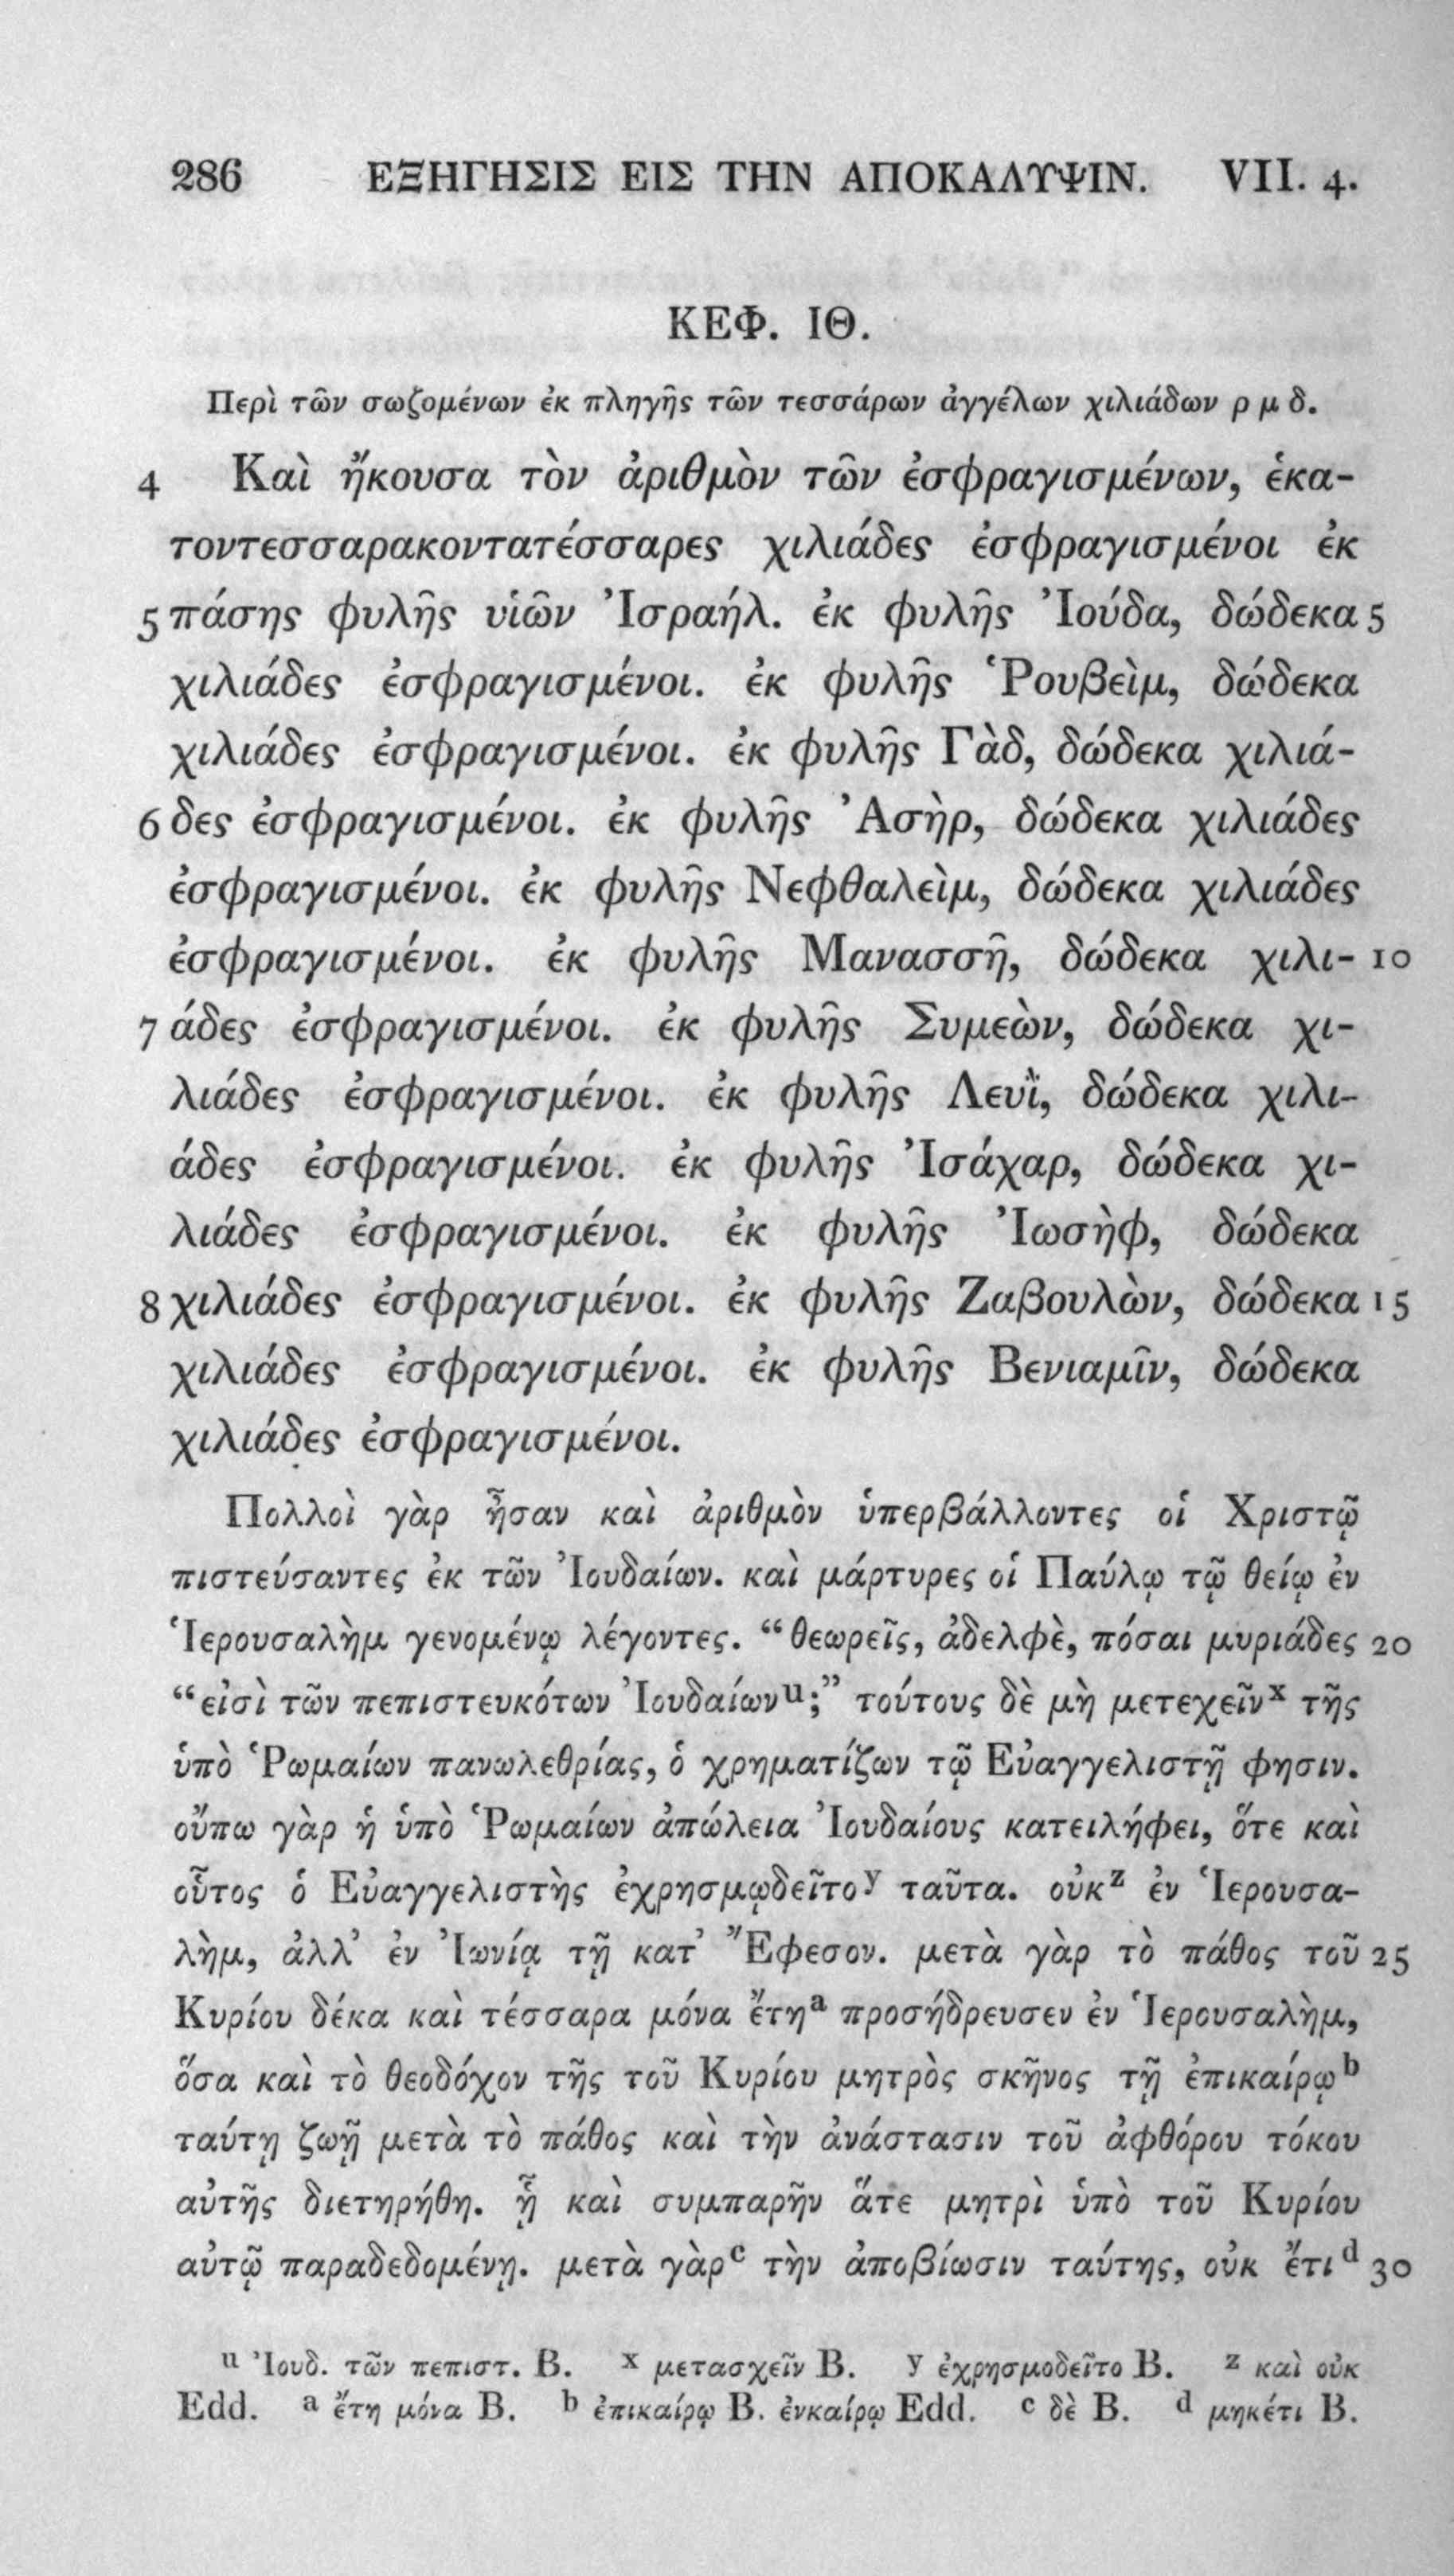 286 ΕΞΗΓΗΣΙΣ ΕΙΣ ΤΗΝ ΑΠΟΚΑΛΥΨΙΝ. VII. 4.
ΚΕΦ. ΙΘ.
Περὶ τῶν σωζομένων ἐκ πληγῆς τῶν τεσσάρων ἀγγέλων χιλιάδων ρ μ δ.
4 Καὶ ἤκουσα τὸν ἀριθμὸν τῶν ἐσφραγισμένων, ἑκα-
τοντεσσαρακοντατέσσαρες χιλιάδες ἐσφραγισμένοι ἐκ
5 πάσης φυλῆς υἱῶν Ἰσραήλ. ἐκ φυλῆς Ἰούδα, δώδεκα 5
χιλιάδες ἐσφραγισμένοι. ἐκ φυλῆς Ῥουβεὶμ, δώδεκα
χιλιάδες ἐσφραγισμένοι. ἐκ φυλῆς Γὰδ, δώδεκα χιλιά-
6 δες ἐσφραγισμένοι. ἐκ φυλῆς Ἀσὴρ, δώδεκα χιλιάδες
ἐσφραγισμένοι. ἐκ φυλῆς Νεφθαλεὶμ, δώδεκα χιλιάδες
ἐσφραγισμένοι. ἐκ φυλῆς Μανασσῆ, δώδεκα χιλι- 10
7 άδες ἐσφραγισμένοι. ἐκ φυλῆς Συμεὼν, δώδεκα χι-
λιάδες ἐσφραγισμένοι. ἐκ φυλῆς Λευῒ, δώδεκα χιλι-
άδες ἐσφραγισμένοι. ἐκ φυλῆς Ἰσάχαρ, δώδεκα χι-
λιάδες ἐσφραγισμένοι. ἐκ φυλῆς Ἰωσὴφ, δώδεκα
8 χιλιάδες ἐσφραγισμένοι. ἐκ φυλῆς Ζαβουλὼν, δώδεκα 15
χιλιάδες ἐσφραγισμένοι. ἐκ φυλῆς Βενιαμῖν, δώδεκα
χιλιάδες ἐσφραγισμένοι.
Πολλοὶ γὰρ ἦσαν καὶ ἀριθμὸν ὑπερβάλλοντες οἱ Χριστῷ
πιστεύσαντες ἐκ τῶν Ἰουδαίων. καὶ μάρτυρες οἱ Παύλῳ τῷ θείῳ ἐν
Ἱερουσαλὴμ γενομένῳ λέγοντες. “θεωρεῖς, ἀδελφὲ, πόσαι μυριάδες 20
“εἰσὶ τῶν πεπιστευκότων Ἰουδαίων u;” τούτους δὲ μὴ μετεχεῖν x τῆς
ὑπὸ Ῥωμαίων πανωλεθρίας, ὁ χρηματίζων τῷ Εὐαγγελιστῇ φησιν.
οὔπω γὰρ ἡ ὑπὸ Ῥωμαίων ἀπώλεια Ἰουδαίους κατειλήφει, ὅτε καὶ
οὗτος ὁ Εὐαγγελιστὴς ἐχρησμῳδεῖτο y ταῦτα. οὐκ z ἐν Ἱερουσα-
λὴμ, ἀλλ’ ἐν Ἰωνίᾳ τῇ κατ’ Ἔφεσον. μετὰ γὰρ τὸ πάθος τοῦ 25
Κυρίου δέκα καὶ τέσσαρα μόνα ἔτη a προσήδρευσεν ἐν Ἱερουσαλὴμ,
ὅσα καὶ τὸ θεοδόχον τῆς τοῦ Κυρίου μητρὸς σκῆνος τῇ ἐπικαίρῳ b
ταύτῃ ζωῇ μετὰ τὸ πάθος καὶ τὴν ἀνάστασιν τοῦ ἀφθόρου τόκου
αὐτῆς διετηρήθη. ᾗ καὶ συμπαρῆν ἅτε μητρὶ ὑπὸ τοῦ Κυρίου
αὐτῷ παραδεδομένῃ. μετὰ γὰρ c τὴν ἀποβίωσιν ταύτης, οὐκ ἔτι d 30
u Ἰουδ. τῶν πεπιστ. B. x μετασχεῖν B. y ἐχρησμοδεῖτο B. z καὶ οὐκ
Edd. a ἔτη μόνα B. b ἐπικαίρῳ B. ἐνκαίρῳ Edd. c δὲ B. d μηκέτι B.